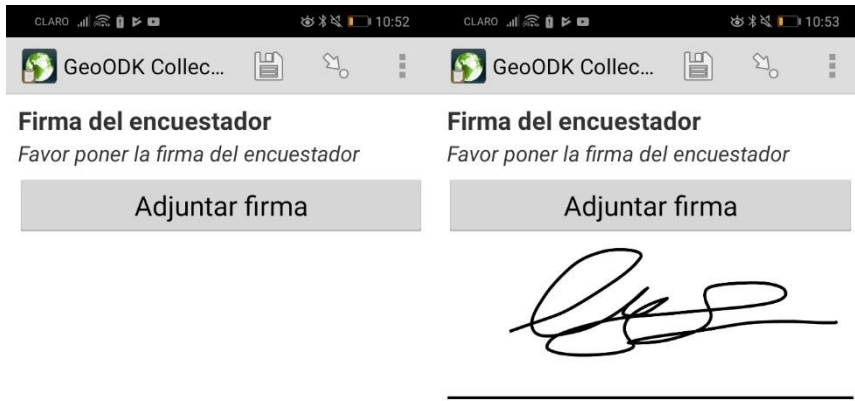 CLARO 10:52
GeoODK Collec...
Firma del encuestador
Favor poner la firma del encuestador
Adjuntar firma
CLARO 10:53
GeoODK Collec...
Firma del encuestador
Favor poner la firma del encuestador
Adjuntar firma